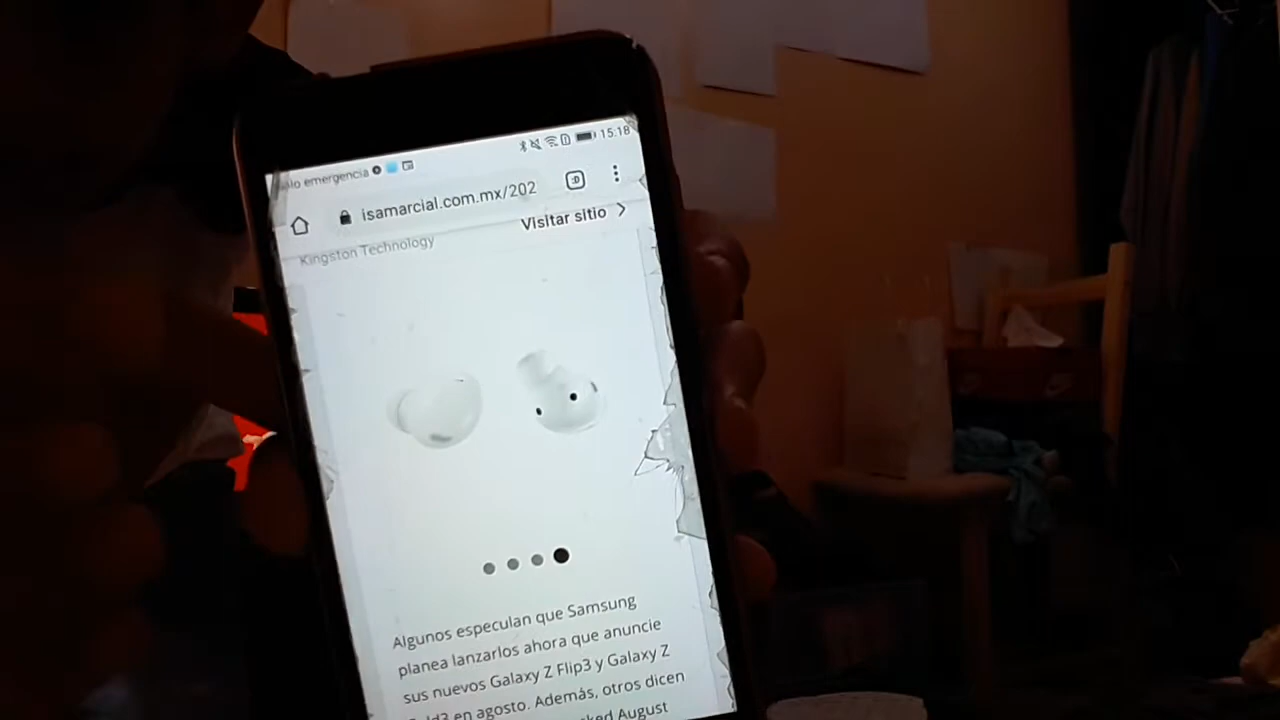 emergencia
15:18
isamarcial.com.mx/202
:D
Visitar sitio
Kingston Technology
Algunos especulan que Samsung
planea lanzarlos ahora que anuncie
sus nuevos Galaxy Z Flip3 y Galaxy Z
en agosto. Además, otros dicen
August